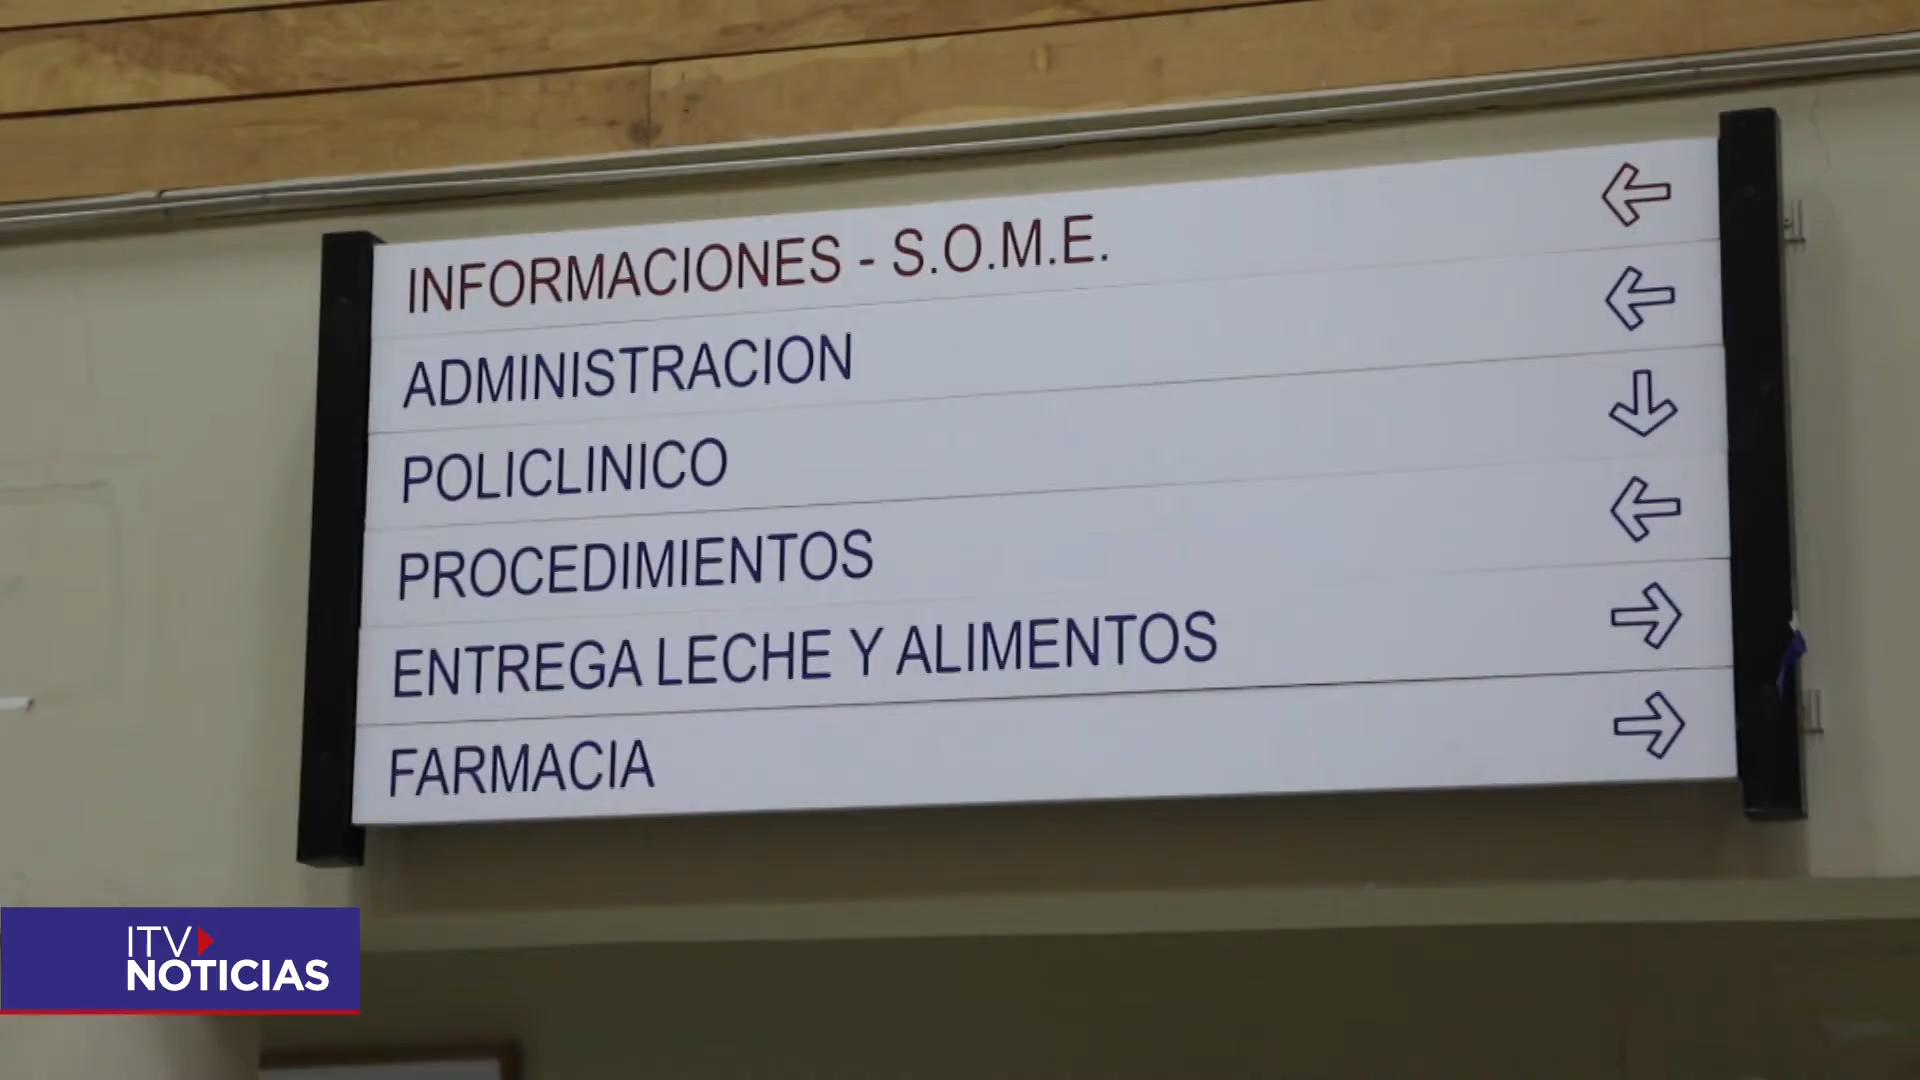 INFORMACIONES - S.O.M.E.
ADMINISTRACION
POLICLINICO
PROCEDIMIENTOS
ENTREGA LECHE Y ALIMENTOS
FARMACIA
ITV
NOTICIAS